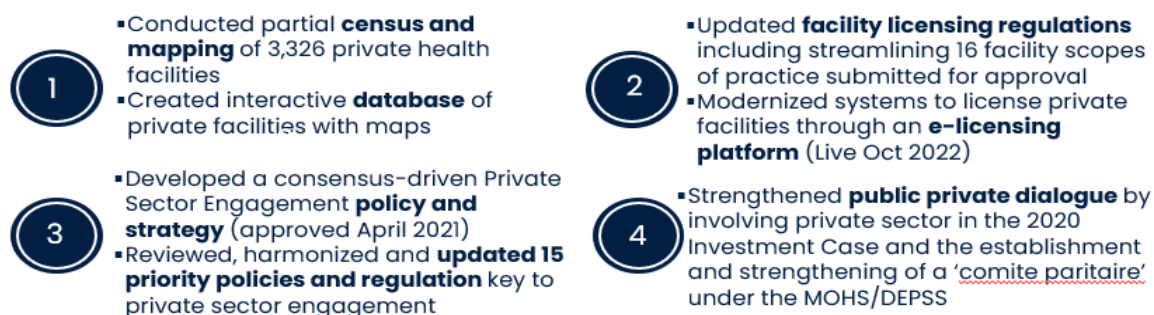 1
▪Conducted partial census and
mapping of 3,326 private health
facilities
▪Created interactive database of
private facilities with maps
2
▪Updated facility licensing regulations
including streamlining 16 facility scopes
of practice submitted for approval
▪Modernized systems to license private
facilities through an e-licensing
platform (Live Oct 2022)
3
▪Developed a consensus-driven Private
Sector Engagement policy and
strategy (approved April 2021)
▪Reviewed, harmonized and updated 15
priority policies and regulation key to
private sector engagement
4
▪Strengthened public private dialogue by
involving private sector in the 2020
Investment Case and the establishment
and strengthening of a ‘comite paritaire’
under the MOHS/DEPSS